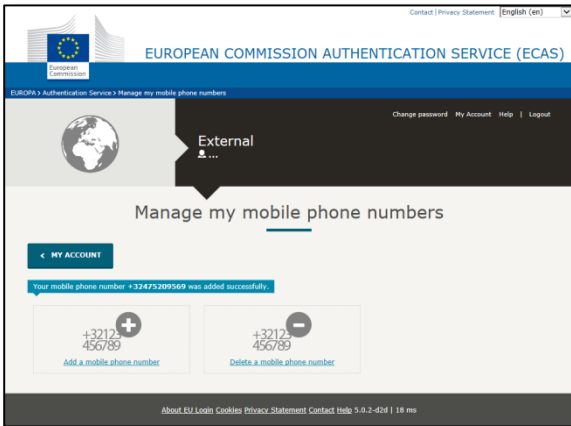 Contact | Privacy Statement English (en)
EUROPEAN COMMISSION AUTHENTICATION SERVICE (ECAS)
European
Commission
EUROPA > Authentication Service > Manage my mobile phone numbers
Change password My Account Help | Logout
External
...
Manage my mobile phone numbers
< MY ACCOUNT
Your mobile phone number +32475209569 was added successfully.
+32123
456789
Add a mobile phone number
+32123
456789
Delete a mobile phone number
About EU Login Cookies Privacy Statement Contact Help 5.0.2-d2d | 18 ms